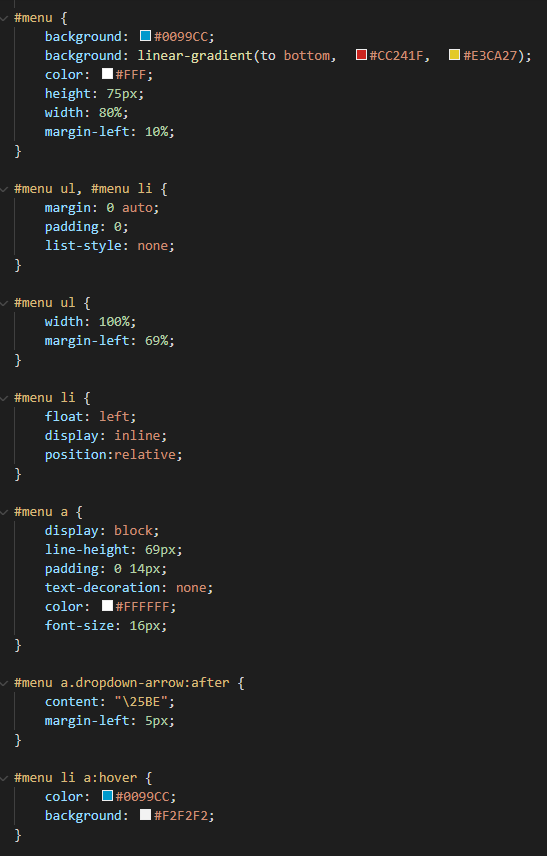 #menu {
    background: #0099CC;
    background: linear-gradient(to bottom, #CC241F, #E3CA27);
    color: #FFF;
    height: 75px;
    width: 80%;
    margin-left: 10%;
}
#menu ul, #menu li {
    margin: 0 auto;
    padding: 0;
    list-style: none;
}
#menu ul {
    width: 100%;
    margin-left: 69%;
}
#menu li {
    float: left;
    display: inline;
    position:relative;
}
#menu a {
    display: block;
    line-height: 69px;
    padding: 0 14px;
    text-decoration: none;
    color: #FFFFFF;
    font-size: 16px;
}
#menu a.dropdown-arrow:after {
    content: "\25BE";
    margin-left: 5px;
}
#menu li a:hover {
    color: #0099CC;
    background: #F2F2F2;
}